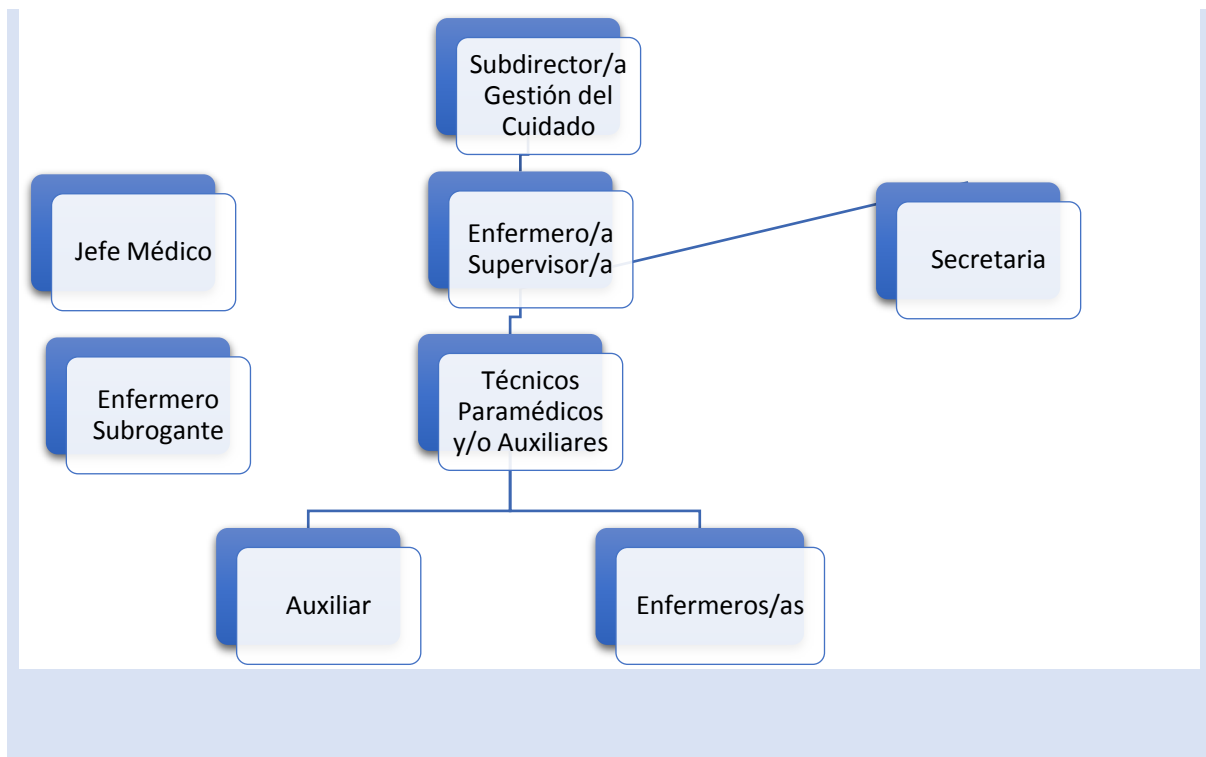 Subdirector/a
Gestión del
Cuidado
Jefe Médico
Enfermero/a
Supervisor/a
Secretaria
Enfermero
Subrogante
Técnicos
Paramédicos
y/o Auxiliares
Auxiliar
Enfermeros/as